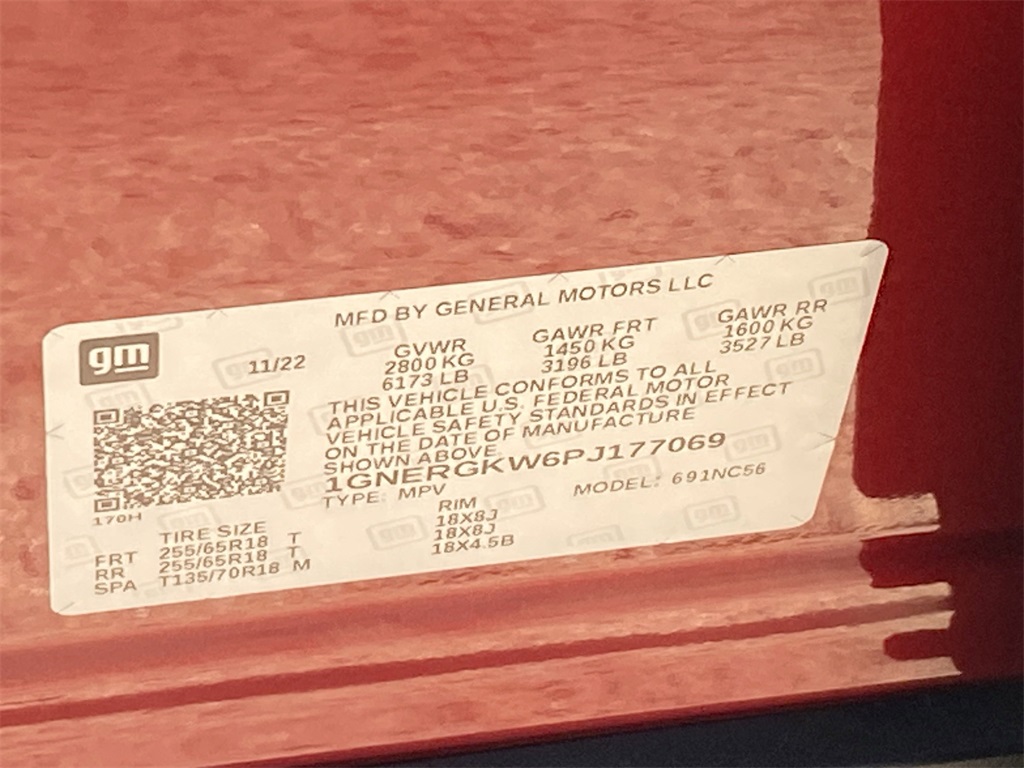 MFD BY GENERAL MOTORS LLC
gm
11/22
GVWR GAWR FRT GAWR RR
2800 KG 1450 KG 1600 KG
6173 LB 3196 LB 3527 LB
THIS VEHICLE CONFORMS TO ALL
APPLICABLE U.S. FEDERAL MOTOR
VEHICLE SAFETY STANDARDS IN EFFECT
ON THE DATE OF MANUFACTURE
SHOWN ABOVE
1GNERGKW6PJ177069
TYPE: MPV MODEL: 691NC56
170H
TIRE SIZE RIM
FRT 255/65R18 T 18X8J
RR 255/65R18 T 18X8J
SPA T135/70R18 M 18X4.5B